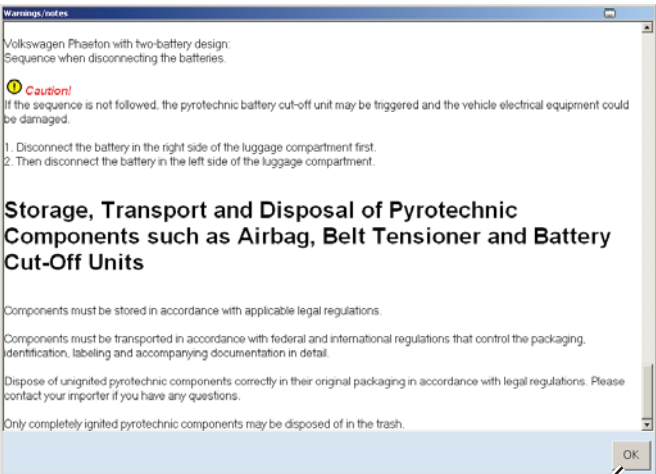 Warnings/notes
Volkswagen Phaeton with two-battery design:
Sequence when disconnecting the batteries.
Caution!
If the sequence is not followed, the pyrotechnic battery cut-off unit may be triggered and the vehicle electrical equipment could
be damaged.
1. Disconnect the battery in the right side of the luggage compartment first.
2. Then disconnect the battery in the left side of the luggage compartment.
Storage, Transport and Disposal of Pyrotechnic
Components such as Airbag, Belt Tensioner and Battery
Cut-Off Units
Components must be stored in accordance with applicable legal regulations.
Components must be transported in accordance with federal and international regulations that control the packaging,
identification, labeling and accompanying documentation in detail.
Dispose of unignited pyrotechnic components correctly in their original packaging in accordance with legal regulations. Please
contact your importer if you have any questions.
Only completely ignited pyrotechnic components may be disposed of in the trash.
OK